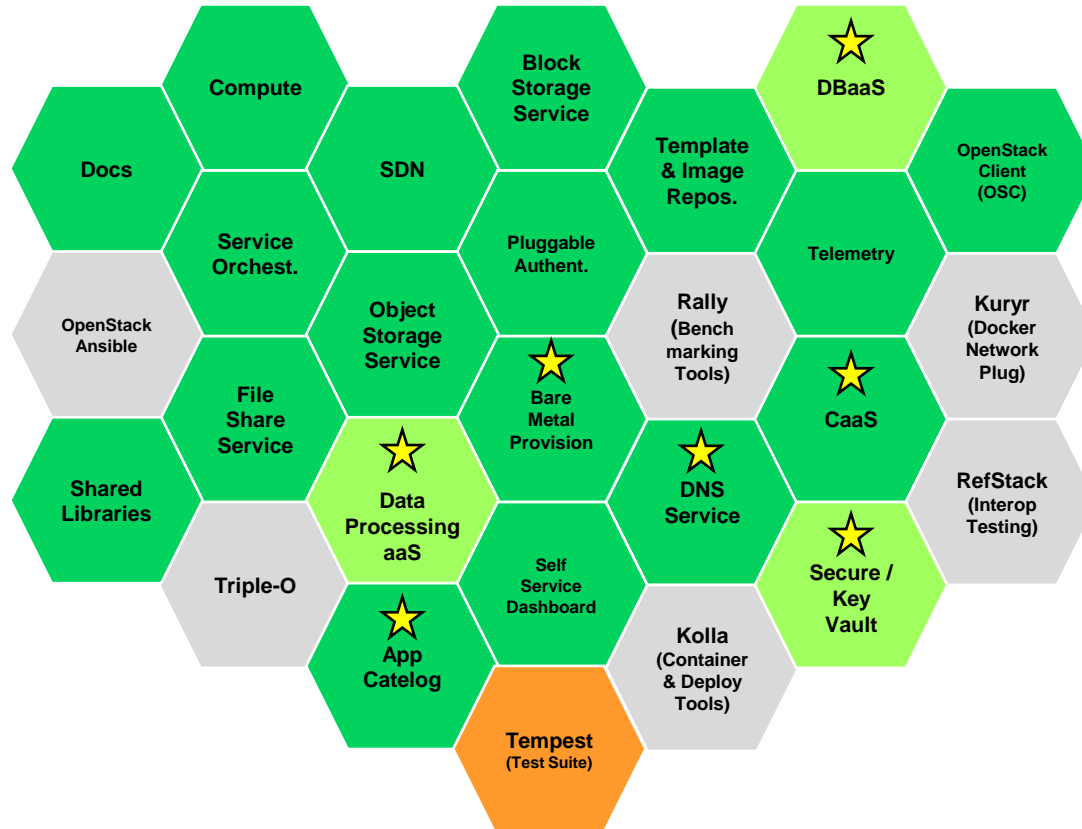 Compute
Block
Storage
Service
DBaaS
Docs
SDN
Template
& Image
Repos.
OpenStack
Client
(OSC)
Service
Orchest.
Pluggable
Authent.
Telemetry
OpenStack
Ansible
Object
Storage
Service
Rally
(Bench
marking
Tools)
Kuryr
(Docker
Network
Plug)
File
Share
Service
Bare
Metal
Provision
CaaS
Shared
Libraries
Data
Processing
aaS
DNS
Service
RefStack
(Interop
Testing)
Triple-O
Self
Service
Dashboard
Secure /
Key
Vault
App
Catelog
Kolla
(Container
& Deploy
Tools)
Tempest
(Test Suite)